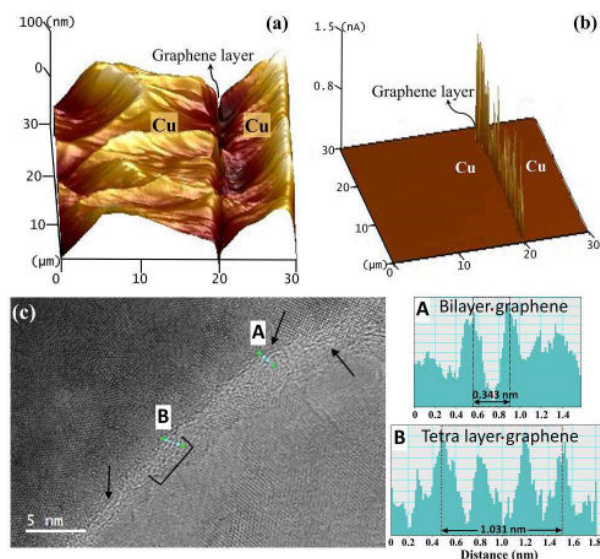 100(nm)
(a)
Graphene layer
0
Cu
Cu
30
20
10
(µm)
0
10
20
30
1.5
(nA)
(b)
0.8
Graphene layer
Cu
Cu
30
20
10
(µm)
0
10
20
30
(c)
A
B
5 nm
A
Bilayer graphene
0.343 nm
0.0 0.2 0.4 0.6 0.8 1.0 1.2 1.4
B
Tetra layer graphene
1.031 nm
0 0.2 0.4 0.6 0.8 1.0 1.2 1.4 1.6 1.8
Distance (nm)